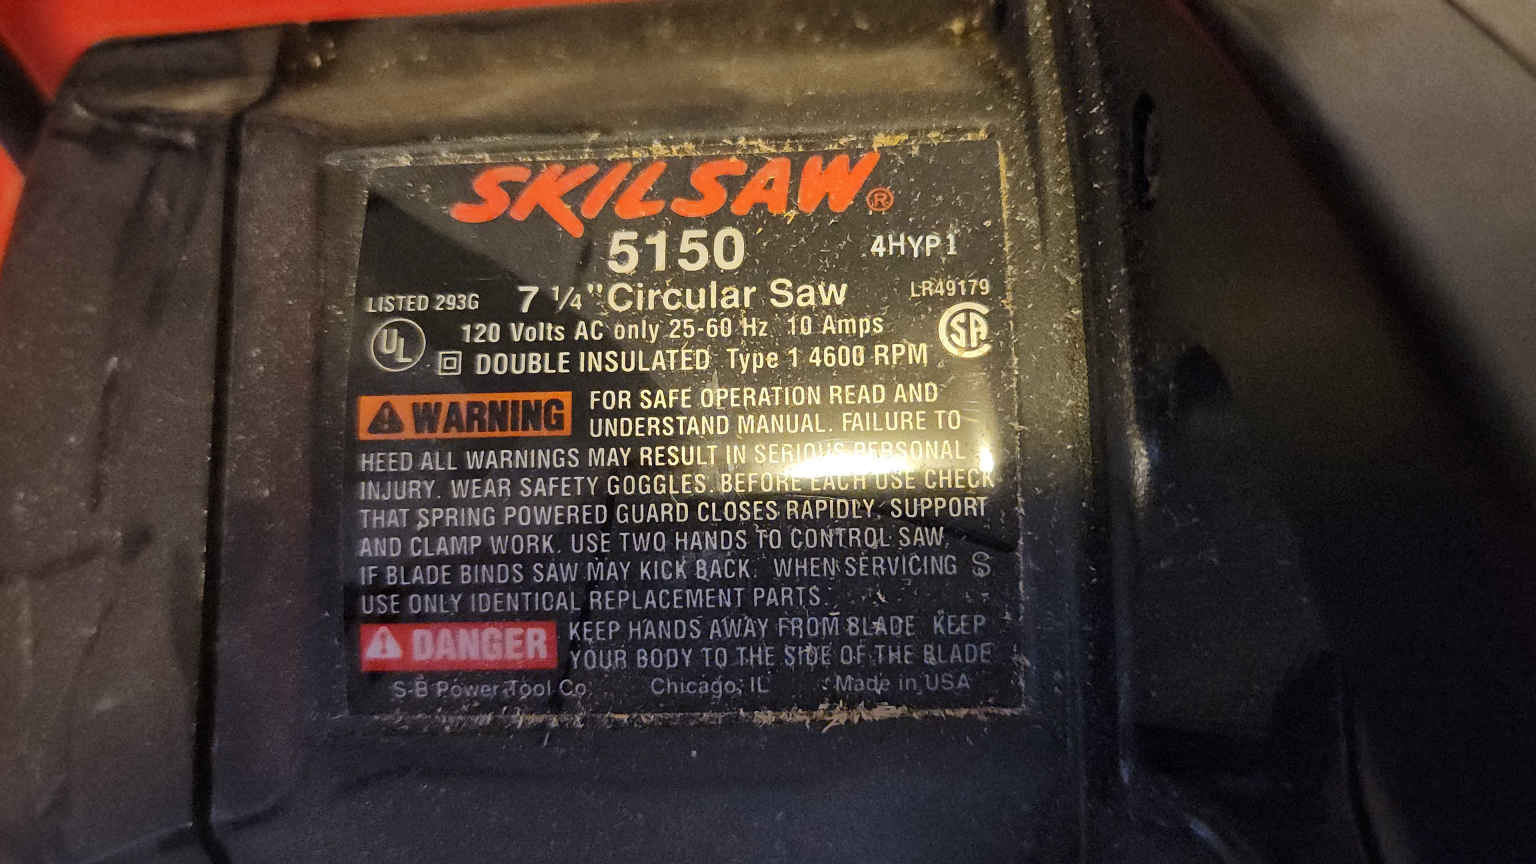 SKILSAW®
5150 4HYP1
LISTED 293G 7 1/4" Circular Saw LR49179
UL 120 Volts AC only 25-60 Hz 10 Amps SA
DOUBLE INSULATED Type 1 4600 RPM
WARNING FOR SAFE OPERATION READ AND
UNDERSTAND MANUAL. FAILURE TO
HEED ALL WARNINGS MAY RESULT IN SERIOUS PERSONAL
INJURY. WEAR SAFETY GOGGLES. BEFORE EACH USE CHECK
THAT SPRING POWERED GUARD CLOSES RAPIDLY. SUPPORT
AND CLAMP WORK. USE TWO HANDS TO CONTROL SAW,
IF BLADE BINDS SAW MAY KICK BACK. WHEN SERVICING S
USE ONLY IDENTICAL REPLACEMENT PARTS.
DANGER KEEP HANDS AWAY FROM BLADE KEEP
YOUR BODY TO THE SIDE OF THE BLADE
S-B Power Tool Co. Chicago, IL Made in USA